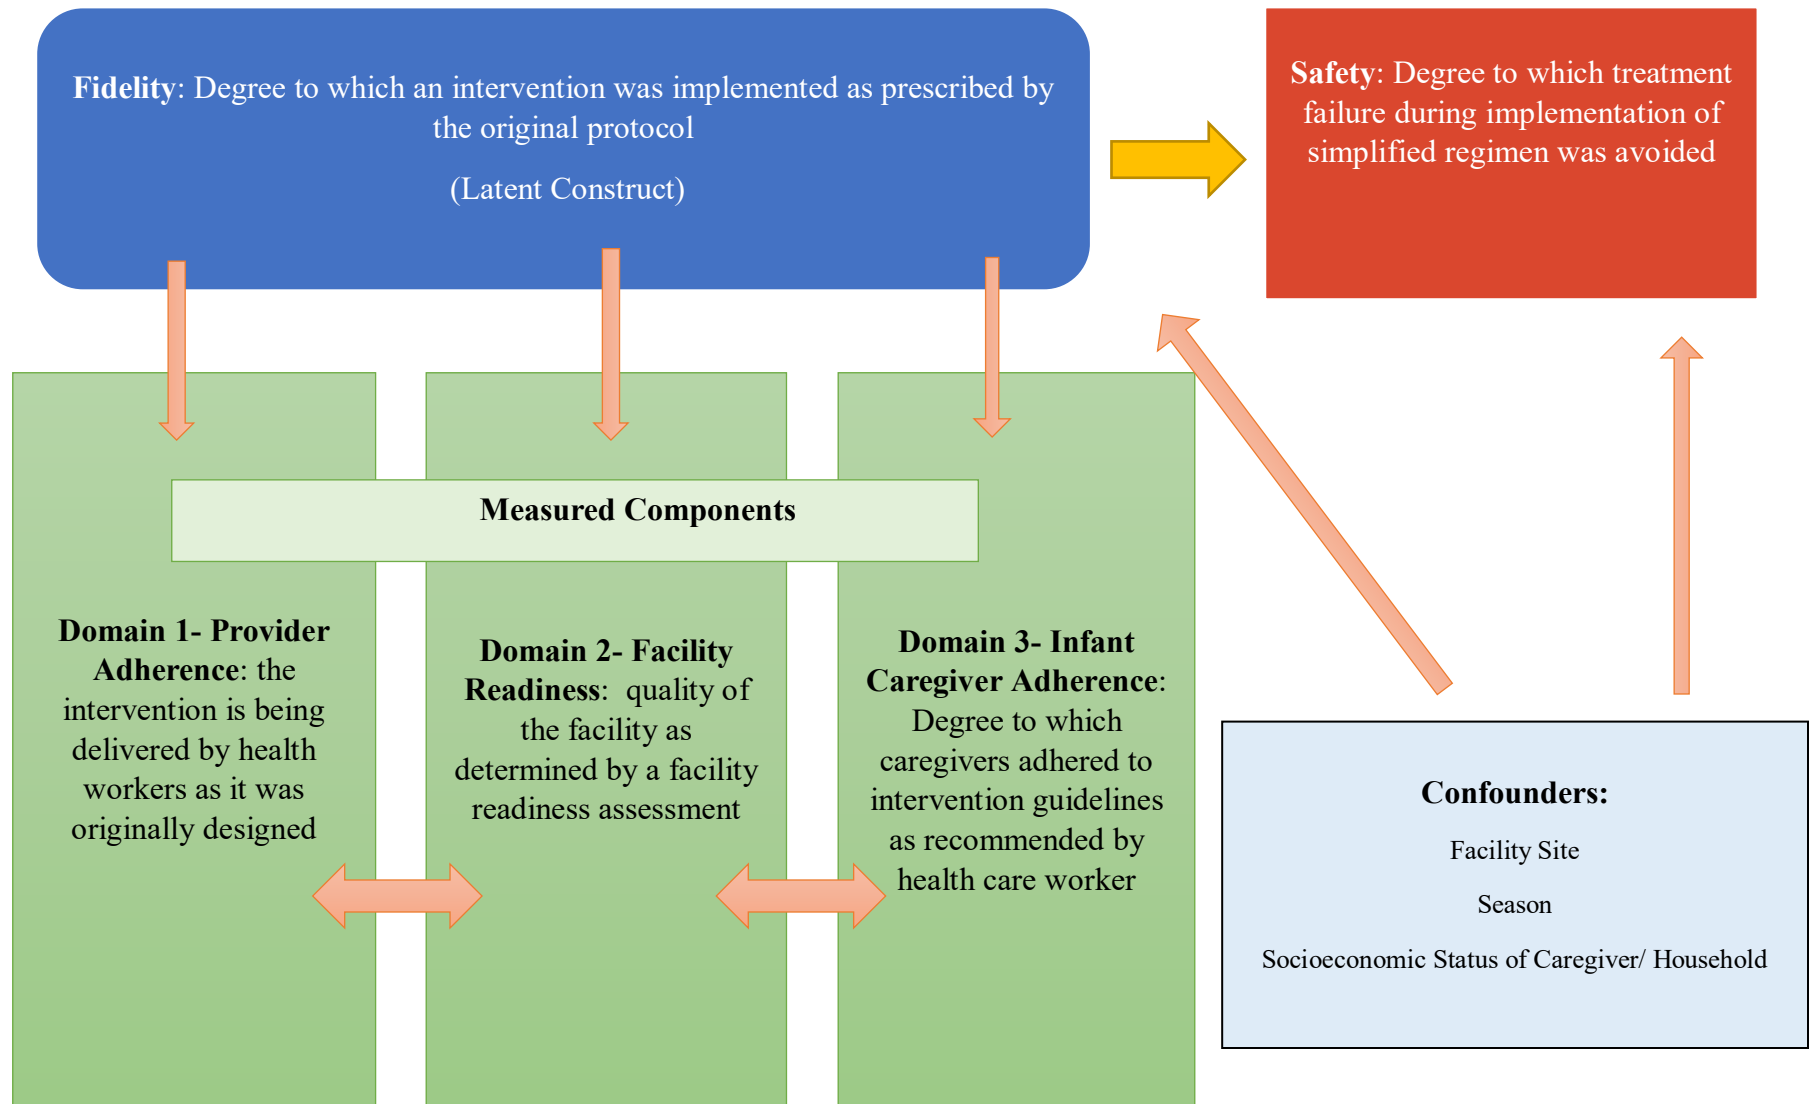 Fidelity: Degree to which an intervention was implemented as prescribed by
the original protocol
(Latent Construct)
Safety: Degree to which treatment
failure during implementation of
simplified regimen was avoided
Measured Components
Domain 1- Provider
Adherence: the
intervention is being
delivered by health
workers as it was
originally designed
Domain 2- Facility
Readiness:  quality of
the facility as
determined by a facility
readiness assessment
Domain 3- Infant
Caregiver Adherence:
Degree to which
caregivers adhered to
intervention guidelines
as recommended by
health care worker
Confounders:
Facility Site
Season
Socioeconomic Status of Caregiver/ Household